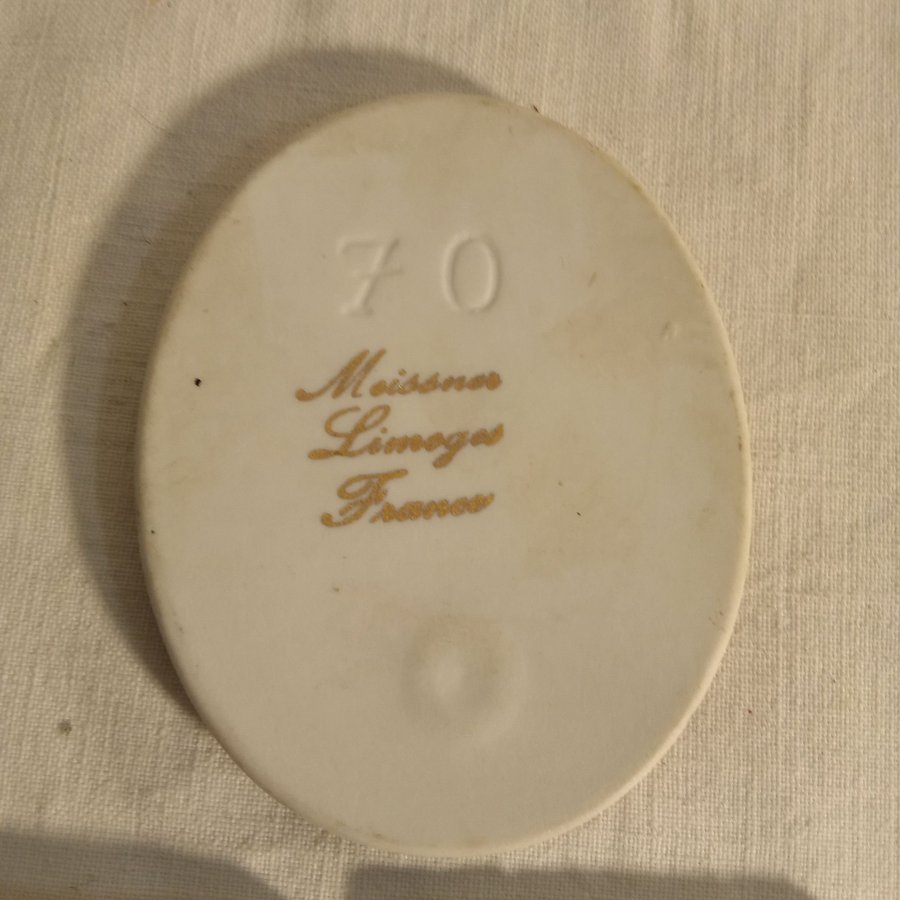 70
Meissner
Limoges
France